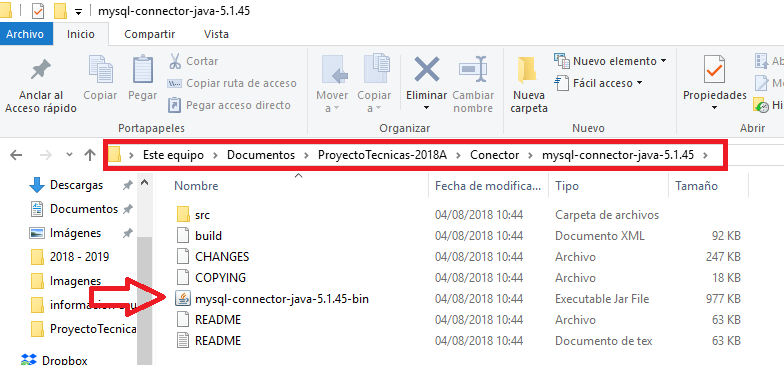 mysql-connector-java-5.1.45
Archivo Inicio Compartir Vista
Anclar al Acceso rápido
Copiar
Pegar
Cortar
Copiar ruta de acceso
Pegar acceso directo
Portapapeles
Mover a
Copiar a
Eliminar
Cambiar nombre
Organizar
Nueva carpeta
Nuevo elemento
Fácil acceso
Nuevo
Propiedades
Abrir
Este equipo > Documentos > ProyectoTecnicas-2018A > Conector > mysql-connector-java-5.1.45 >
Descargas
Documentos
Imágenes
2018 - 2019
Imagenes
ProyectoTecnica
Dropbox
Nombre Fecha de modifica... Tipo Tamaño
src 04/08/2018 10:44 Carpeta de archivos
build 04/08/2018 10:44 Documento XML 92 KB
CHANGES 04/08/2018 10:44 Archivo 247 KB
COPYING 04/08/2018 10:44 Archivo 18 KB
mysql-connector-java-5.1.45-bin 04/08/2018 10:44 Executable Jar File 977 KB
README 04/08/2018 10:44 Archivo 63 KB
README 04/08/2018 10:44 Documento de tex 63 KB